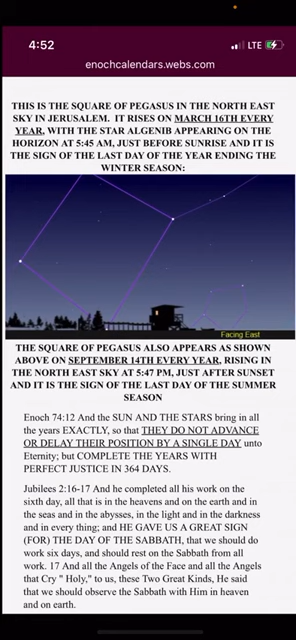 4:52
LTE
enochcalendars.webs.com
THIS IS THE SQUARE OF PEGASUS IN THE NORTH EAST
SKY IN JERUSALEM. IT RISES ON MARCH 16TH EVERY
YEAR, WITH THE STAR ALGENIB APPEARING ON THE
HORIZON AT 5:45 AM, JUST BEFORE SUNRISE AND IT IS
THE SIGN OF THE LAST DAY OF THE YEAR ENDING THE
WINTER SEASON:
Facing East
THE SQUARE OF PEGASUS ALSO APPEARS AS SHOWN
ABOVE ON SEPTEMBER 14TH EVERY YEAR, RISING IN
THE NORTH EAST SKY AT 5:47 PM, JUST AFTER SUNSET
AND IT IS THE SIGN OF THE LAST DAY OF THE SUMMER
SEASON
Enoch 74:12 And the SUN AND THE STARS bring in all
the years EXACTLY, so that THEY DO NOT ADVANCE
OR DELAY THEIR POSITION BY A SINGLE DAY unto
Eternity; but COMPLETE THE YEARS WITH
PERFECT JUSTICE IN 364 DAYS.
Jubilees 2:16-17 And he completed all his work on the
sixth day, all that is in the heavens and on the earth and in
the seas and in the abysses, in the light and in the darkness
and in every thing; and HE GAVE US A GREAT SIGN
(FOR) THE DAY OF THE SABBATH, that we should do
work six days, and should rest on the Sabbath from all
work. 17 And all the Angels of the Face and all the Angels
that Cry " Holy," to us, these Two Great Kinds, He said
that we should observe the Sabbath with Him in heaven
and on earth.